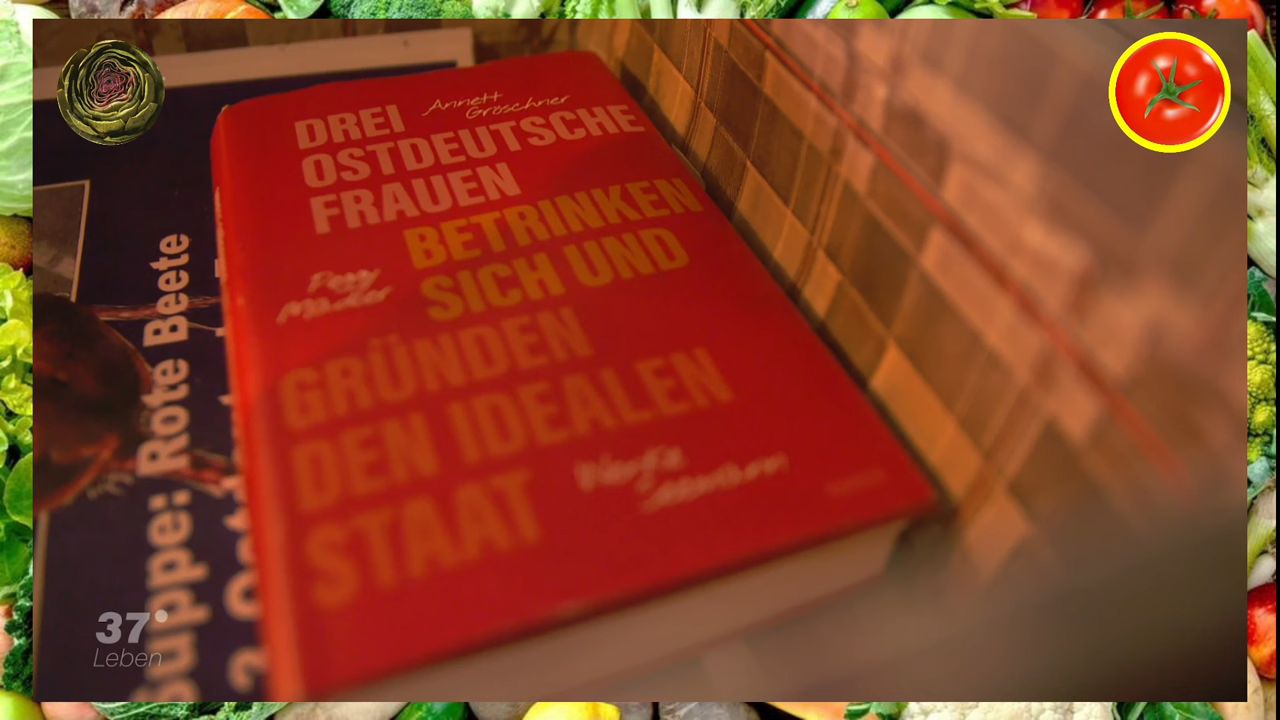 DREI
Annett
Gröschner
OSTDEUTSCHE
FRAUEN
BETRINKEN
SICH UND
Peggy
Mädler
GRÜNDEN
DEN IDEALEN
STAAT
Suppe: Rote Beete
37°
Leben